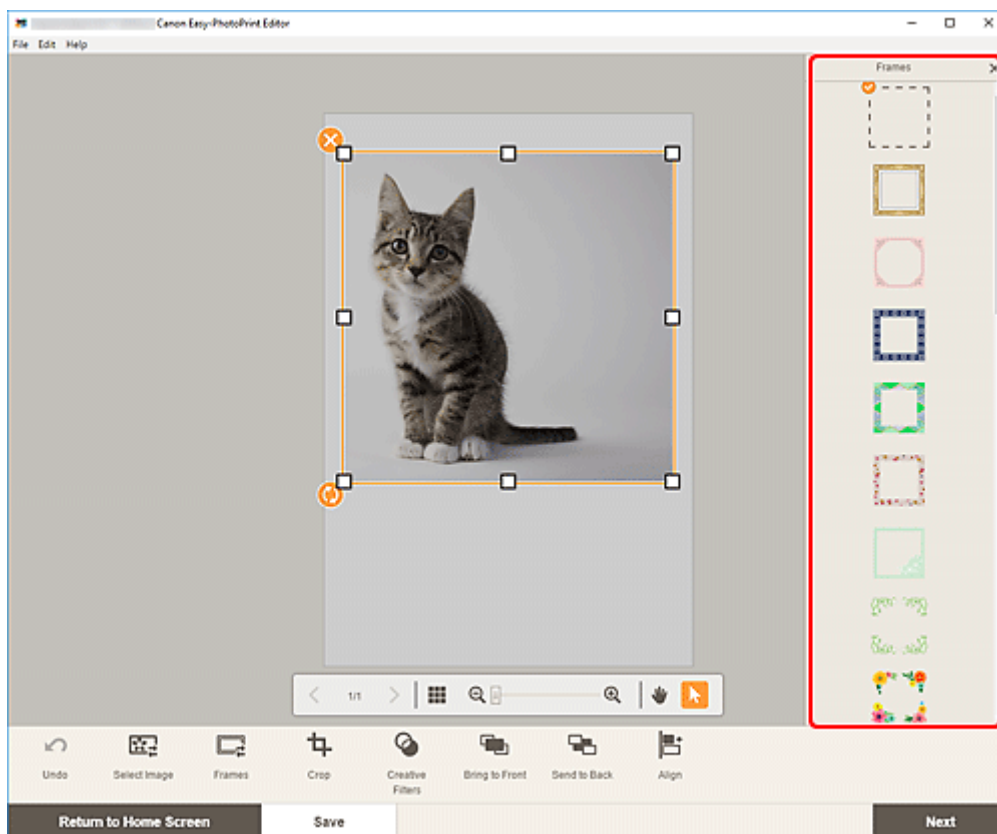 Canon Easy-PhotoPrint Editor
File Edit Help
Frames
1/1
Undo
Select Image
Frames
Crop
Creative
Filters
Bring to Front
Send to Back
Align
Return to Home Screen
Save
Next